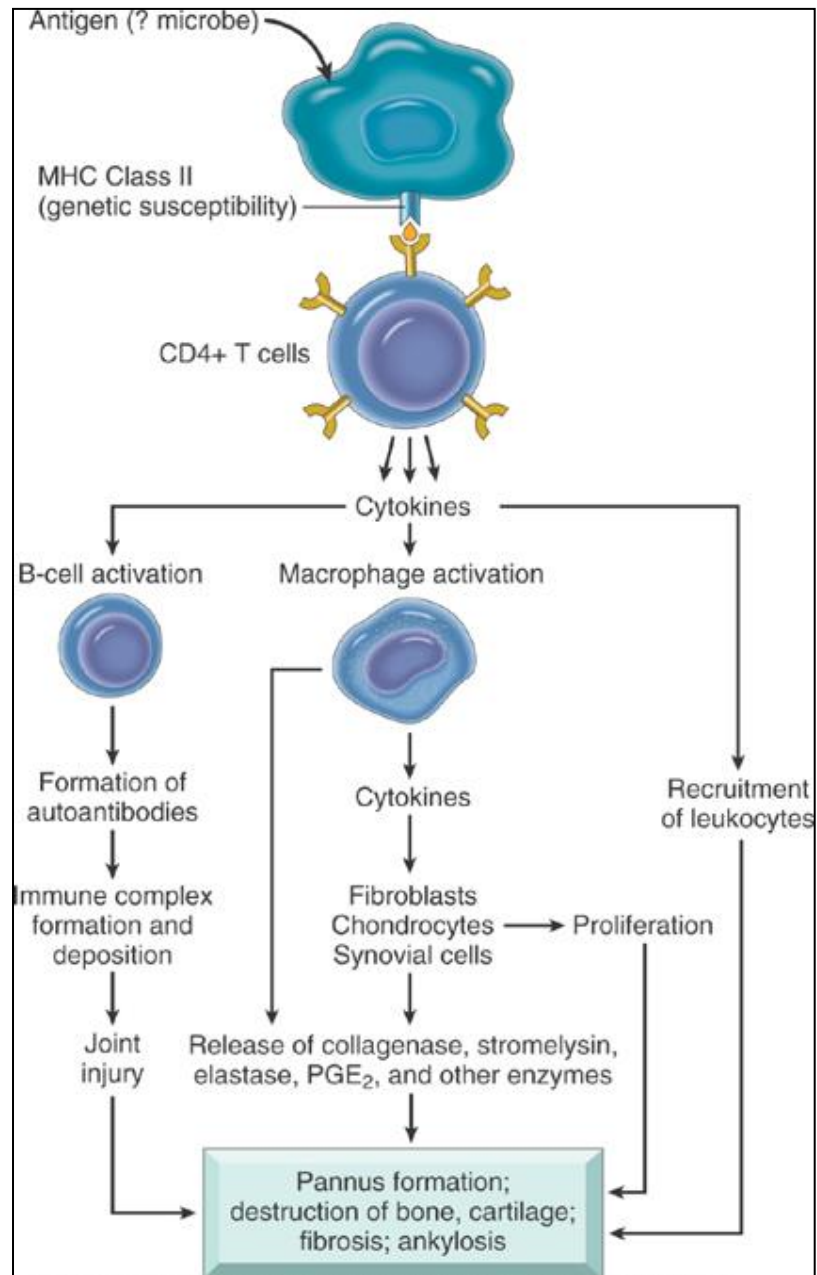 Antigen (? microbe)
MHC Class II
(genetic susceptibility)
CD4+ T cells
Cytokines
B-cell activation
Macrophage activation
Formation of
autoantibodies
Cytokines
Recruitment
of leukocytes
Immune complex
formation and
deposition
Fibroblasts
Chondrocytes
Synovial cells
Proliferation
Joint
injury
Release of collagenase, stromelysin,
elastase, PGE₂, and other enzymes
Pannus formation;
destruction of bone, cartilage;
fibrosis; ankylosis